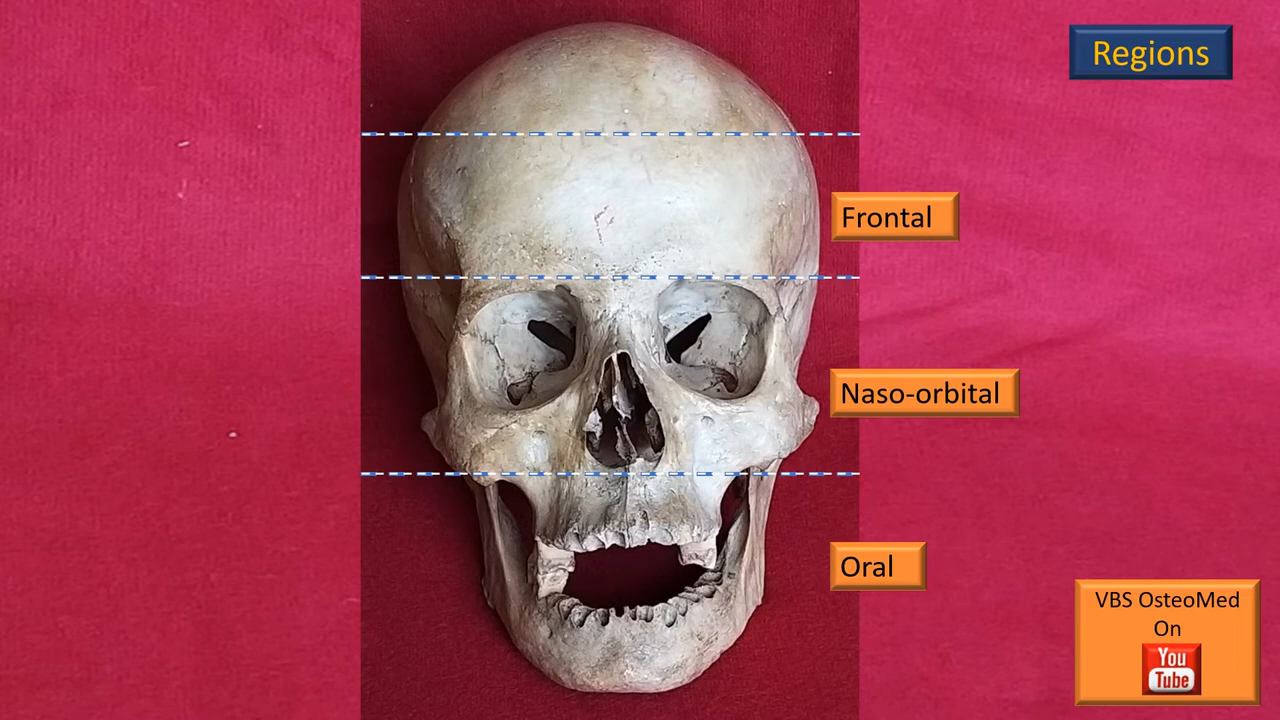 Regions
Frontal
Naso-orbital
Oral
VBS OsteoMed
On
You
Tube